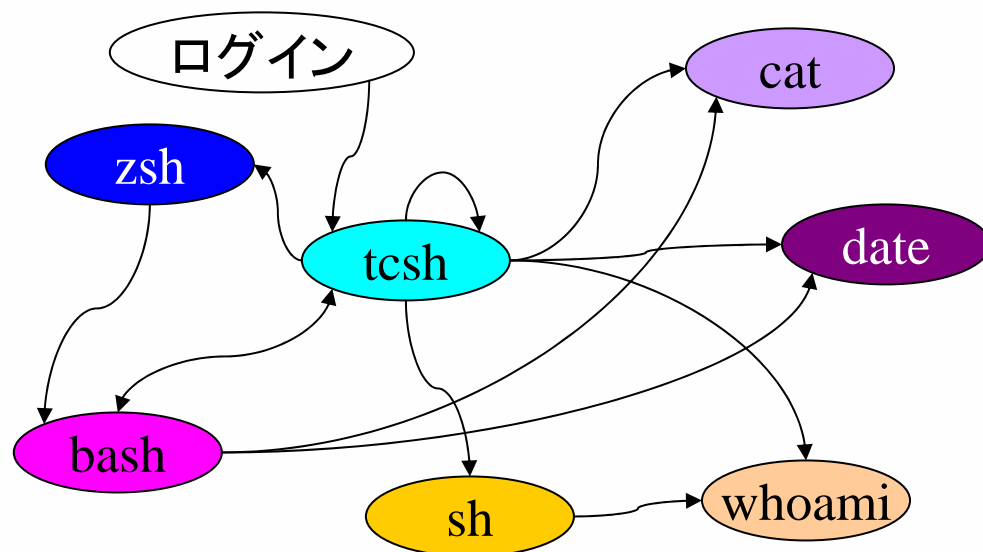 ログイン
cat
zsh
date
tcsh
bash
sh
whoami